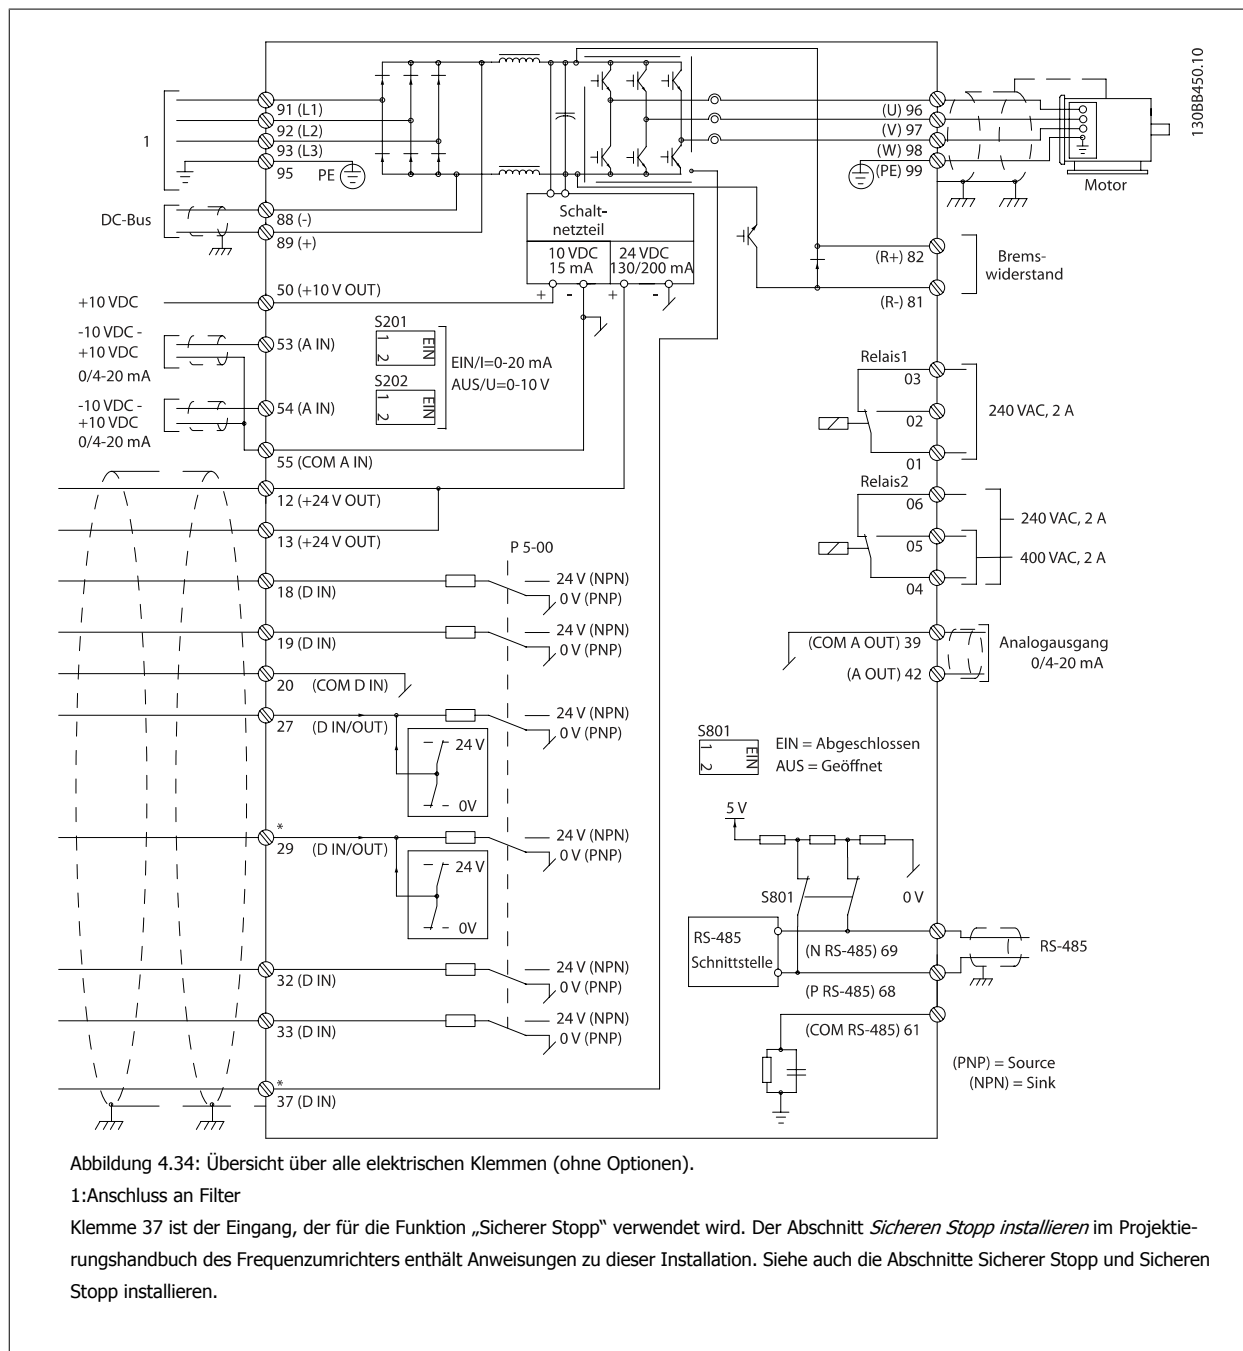 130BB450.10
1
91 (L1)
92 (L2)
93 (L3)
95
PE
DC-Bus
88 (-)
89 (+)
Schalt-
netzteil
10 VDC
15 mA
24 VDC
130/200 mA
+ - + -
(U) 96
(V) 97
(W) 98
(PE) 99
Motor
(R+) 82
(R-) 81
Brems-
widerstand
+10 VDC
50 (+10 V OUT)
-10 VDC -
+10 VDC
0/4-20 mA
53 (A IN)
-10 VDC -
+10 VDC
0/4-20 mA
54 (A IN)
55 (COM A IN)
S201
1
2
EIN
S202
1
2
EIN
EIN/I=0-20 mA
AUS/U=0-10 V
Relais1
03
02
01
240 VAC, 2 A
Relais2
06
05
04
240 VAC, 2 A
400 VAC, 2 A
12 (+24 V OUT)
13 (+24 V OUT)
P 5-00
18 (D IN)
24 V (NPN)
0 V (PNP)
19 (D IN)
24 V (NPN)
0 V (PNP)
20 (COM D IN)
27 (D IN/OUT)
24 V (NPN)
0 V (PNP)
24 V
0V
*
29 (D IN/OUT)
24 V (NPN)
0 V (PNP)
24 V
0V
32 (D IN)
24 V (NPN)
0 V (PNP)
33 (D IN)
24 V (NPN)
0 V (PNP)
*
37 (D IN)
(COM A OUT) 39
(A OUT) 42
Analogausgang
0/4-20 mA
S801
1
2
EIN
EIN = Abgeschlossen
AUS = Geöffnet
5 V
S801
0 V
RS-485
Schnittstelle
(N RS-485) 69
(P RS-485) 68
(COM RS-485) 61
RS-485
(PNP) = Source
(NPN) = Sink
Abbildung 4.34: Übersicht über alle elektrischen Klemmen (ohne Optionen).
1:Anschluss an Filter
Klemme 37 ist der Eingang, der für die Funktion „Sicherer Stopp“ verwendet wird. Der Abschnitt Sicheren Stopp installieren im Projektie-
rungshandbuch des Frequenzumrichters enthält Anweisungen zu dieser Installation. Siehe auch die Abschnitte Sicherer Stopp und Sicheren
Stopp installieren.